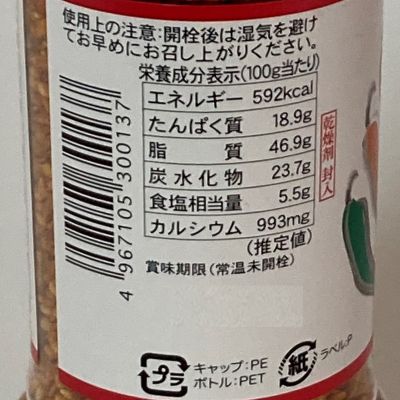 使用上の注意:開栓後は湿気を避け
てお早めにお召し上がりください。
栄養成分表示(100g当たり)
エネルギー 592kcal
たんぱく質 18.9g
脂 質 46.9g
炭水化物 23.7g
食塩相当量 5.5g
カルシウム 993mg
(推定値)
賞味期限(常温未開栓)
乾燥剤 封入
4 967105 300137
プラ
キャップ:PE
ボトル:PET
紙
ラベル:P